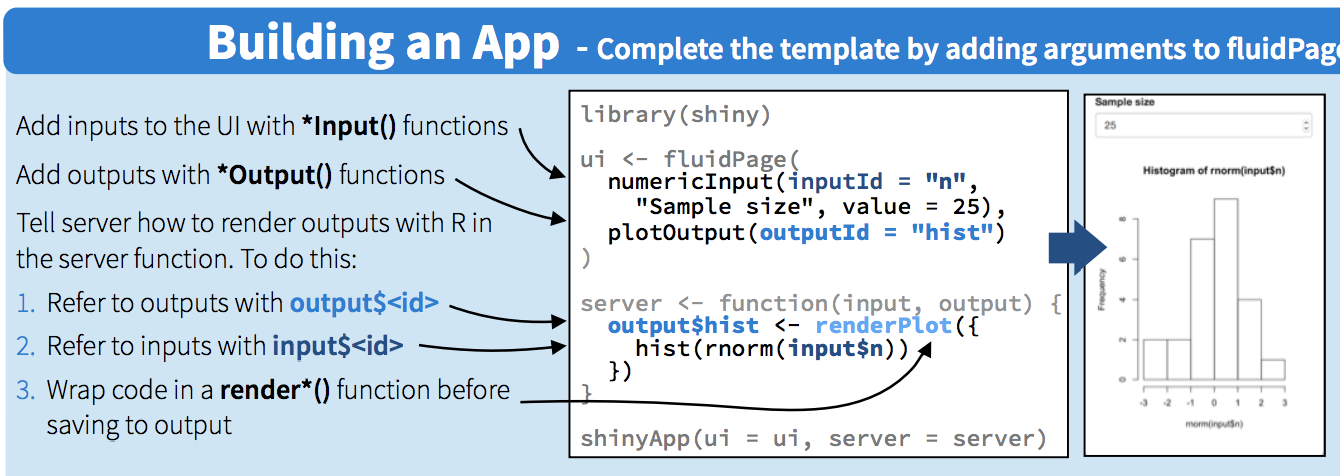 Building an App - Complete the template by adding arguments to fluidPage
Add inputs to the UI with *Input() functions
Add outputs with *Output() functions
Tell server how to render outputs with R in
the server function. To do this:
1. Refer to outputs with output$<id>
2. Refer to inputs with input$<id>
3. Wrap code in a render*() function before
saving to output
library(shiny)
ui <- fluidPage(
numericInput(inputId = "n",
"Sample size", value = 25),
plotOutput(outputId = "hist")
)
server <- function(input, output) {
output$hist <- renderPlot({
hist(rnorm(input$n))
})
}
shinyApp(ui = ui, server = server)
Sample size
25
Histogram of rnorm(input$n)
Frequency
8
6
4
2
0
-3 -2 -1 0 1 2 3
rnorm(input$n)